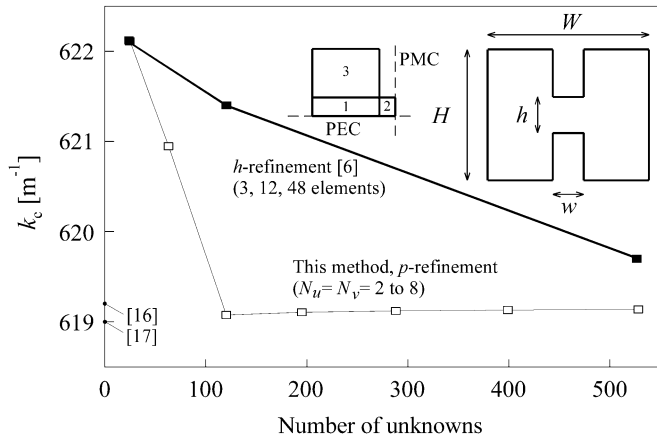 622
621
620
619
k_c [m^-1]
0
100
200
300
400
500
Number of unknowns
h-refinement [6]
(3, 12, 48 elements)
This method, p-refinement
(N_u = N_v = 2 to 8)
[16]
[17]
3
1
2
PMC
PEC
W
H
h
w